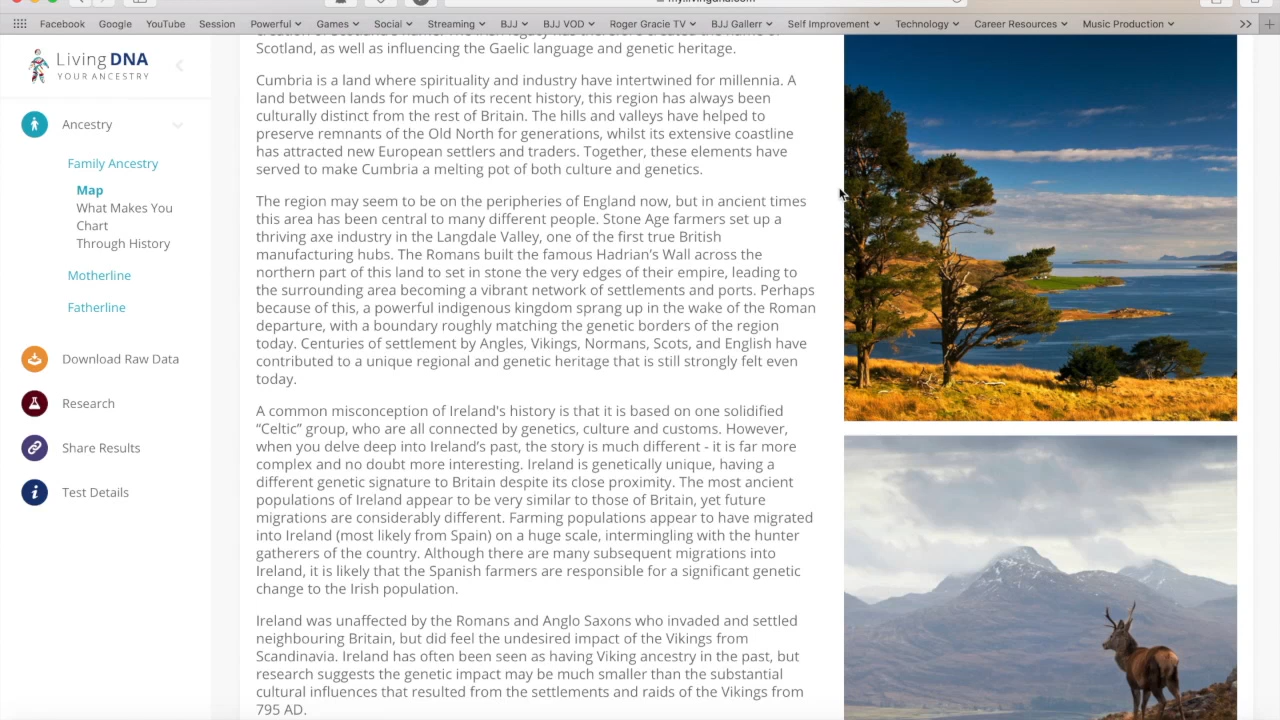 mylivingdna.com
Facebook Google YouTube Session Powerful Games Social Streaming BJJ BJJ VOD Roger Gracie TV BJJ Gallerr Self Improvement Technology Career Resources Music Production
Living DNA
YOUR ANCESTRY
Ancestry
Family Ancestry
Map
What Makes You
Chart
Through History
Motherline
Fatherline
Download Raw Data
Research
Share Results
Test Details
Scotland, as well as influencing the Gaelic language and genetic heritage.
Cumbria is a land where spirituality and industry have intertwined for millennia. A
land between lands for much of its recent history, this region has always been
culturally distinct from the rest of Britain. The hills and valleys have helped to
preserve remnants of the Old North for generations, whilst its extensive coastline
has attracted new European settlers and traders. Together, these elements have
served to make Cumbria a melting pot of both culture and genetics.
The region may seem to be on the peripheries of England now, but in ancient times
this area has been central to many different people. Stone Age farmers set up a
thriving axe industry in the Langdale Valley, one of the first true British
manufacturing hubs. The Romans built the famous Hadrian's Wall across the
northern part of this land to set in stone the very edges of their empire, leading to
the surrounding area becoming a vibrant network of settlements and ports. Perhaps
because of this, a powerful indigenous kingdom sprang up in the wake of the Roman
departure, with a boundary roughly matching the genetic borders of the region
today. Centuries of settlement by Angles, Vikings, Normans, Scots, and English have
contributed to a unique regional and genetic heritage that is still strongly felt even
today.
A common misconception of Ireland's history is that it is based on one solidified
“Celtic” group, who are all connected by genetics, culture and customs. However,
when you delve deep into Ireland’s past, the story is much different - it is far more
complex and no doubt more interesting. Ireland is genetically unique, having a
different genetic signature to Britain despite its close proximity. The most ancient
populations of Ireland appear to be very similar to those of Britain, yet future
migrations are considerably different. Farming populations appear to have migrated
into Ireland (most likely from Spain) on a huge scale, intermingling with the hunter
gatherers of the country. Although there are many subsequent migrations into
Ireland, it is likely that the Spanish farmers are responsible for a significant genetic
change to the Irish population.
Ireland was unaffected by the Romans and Anglo Saxons who invaded and settled
neighbouring Britain, but did feel the undesired impact of the Vikings from
Scandinavia. Ireland has often been seen as having Viking ancestry in the past, but
research suggests the genetic impact may be much smaller than the substantial
cultural influences that resulted from the settlements and raids of the Vikings from
795 AD.